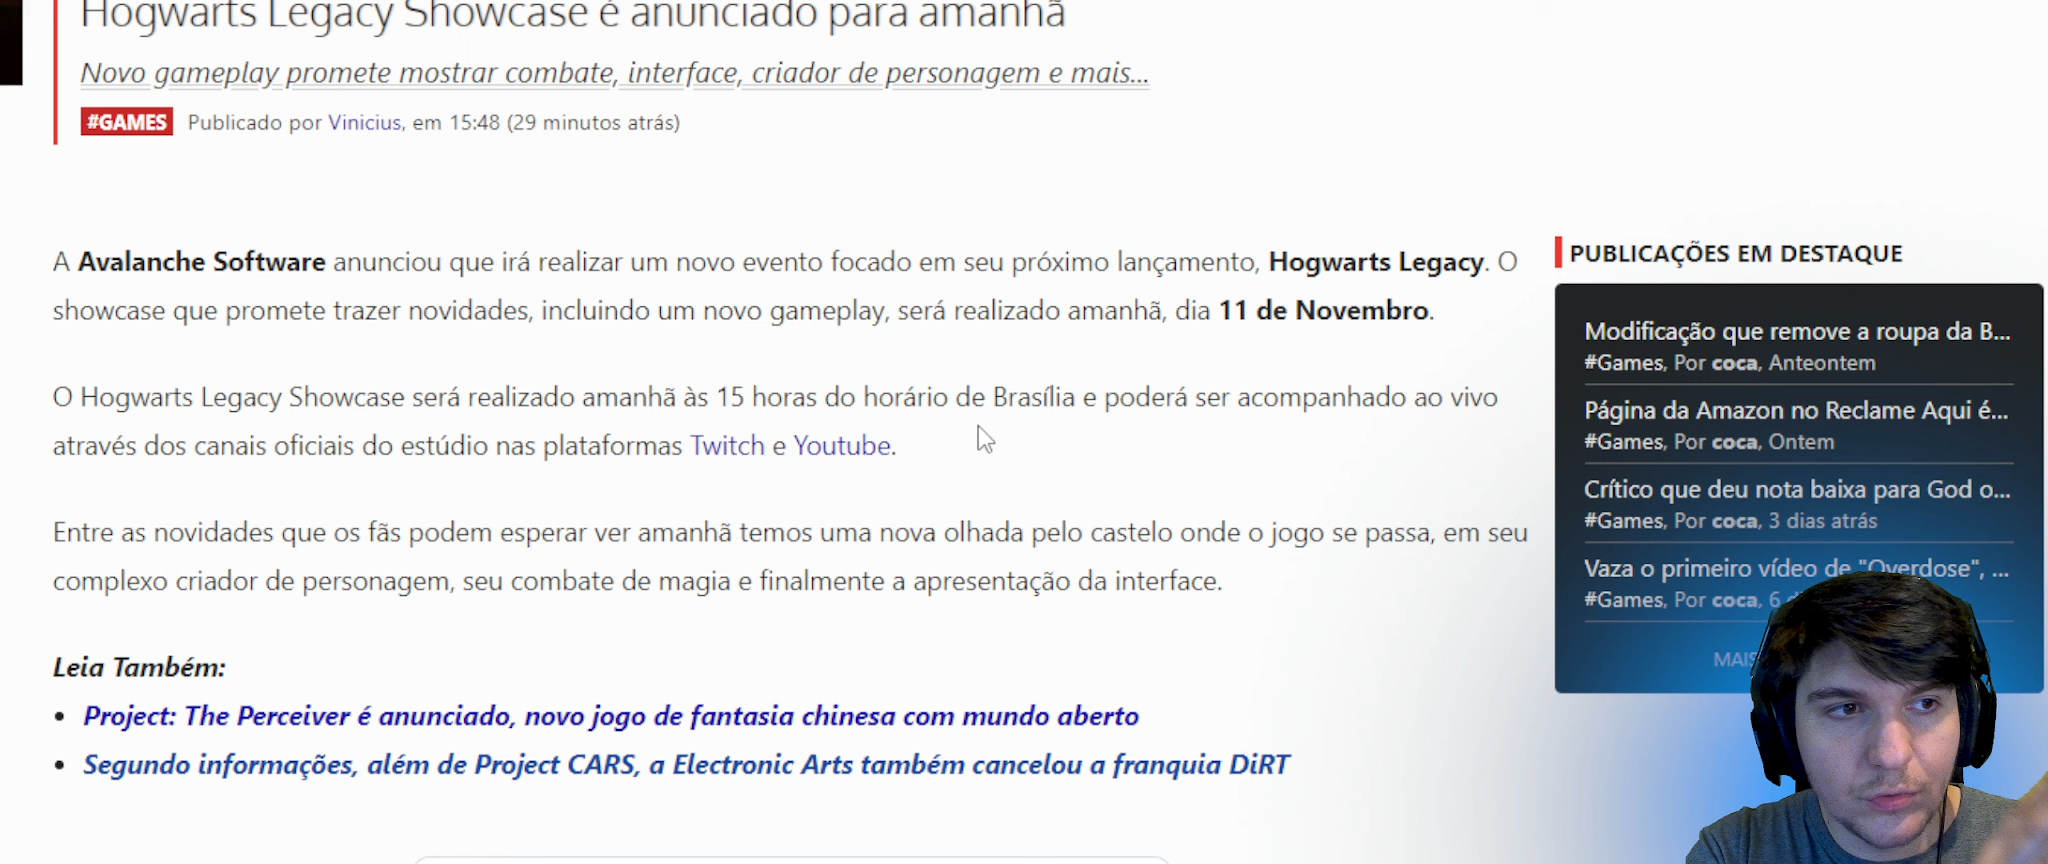 Hogwarts Legacy Showcase é anunciado para amanhã
Novo gameplay promete mostrar combate, interface, criador de personagem e mais...
#GAMES Publicado por Vinicius, em 15:48 (29 minutos atrás)
A Avalanche Software anunciou que irá realizar um novo evento focado em seu próximo lançamento, Hogwarts Legacy. O
showcase que promete trazer novidades, incluindo um novo gameplay, será realizado amanhã, dia 11 de Novembro.
O Hogwarts Legacy Showcase será realizado amanhã às 15 horas do horário de Brasília e poderá ser acompanhado ao vivo
através dos canais oficiais do estúdio nas plataformas Twitch e Youtube.
Entre as novidades que os fãs podem esperar ver amanhã temos uma nova olhada pelo castelo onde o jogo se passa, em seu
complexo criador de personagem, seu combate de magia e finalmente a apresentação da interface.
Leia Também:
• Project: The Perceiver é anunciado, novo jogo de fantasia chinesa com mundo aberto
• Segundo informações, além de Project CARS, a Electronic Arts também cancelou a franquia DiRT
PUBLICAÇÕES EM DESTAQUE
Modificação que remove a roupa da B...
#Games, Por coca, Anteontem
Página da Amazon no Reclame Aqui é...
#Games, Por coca, Ontem
Crítico que deu nota baixa para God o...
#Games, Por coca, 3 dias atrás
Vaza o primeiro vídeo de "Overdose", ...
#Games, Por coca, 6
MAIS